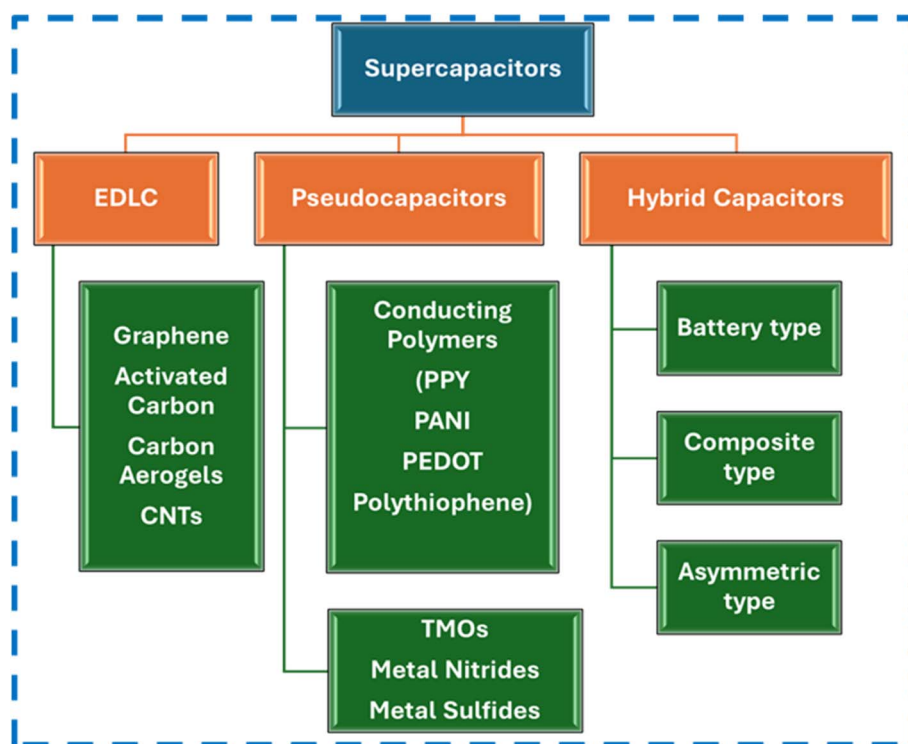 Supercapacitors
EDLC
Pseudocapacitors
Hybrid Capacitors
Graphene
Activated
Carbon
Carbon
Aerogels
CNTs
Conducting
Polymers
(PPY
PANI
PEDOT
Polythiophene)
TMOs
Metal Nitrides
Metal Sulfides
Battery type
Composite
type
Asymmetric
type